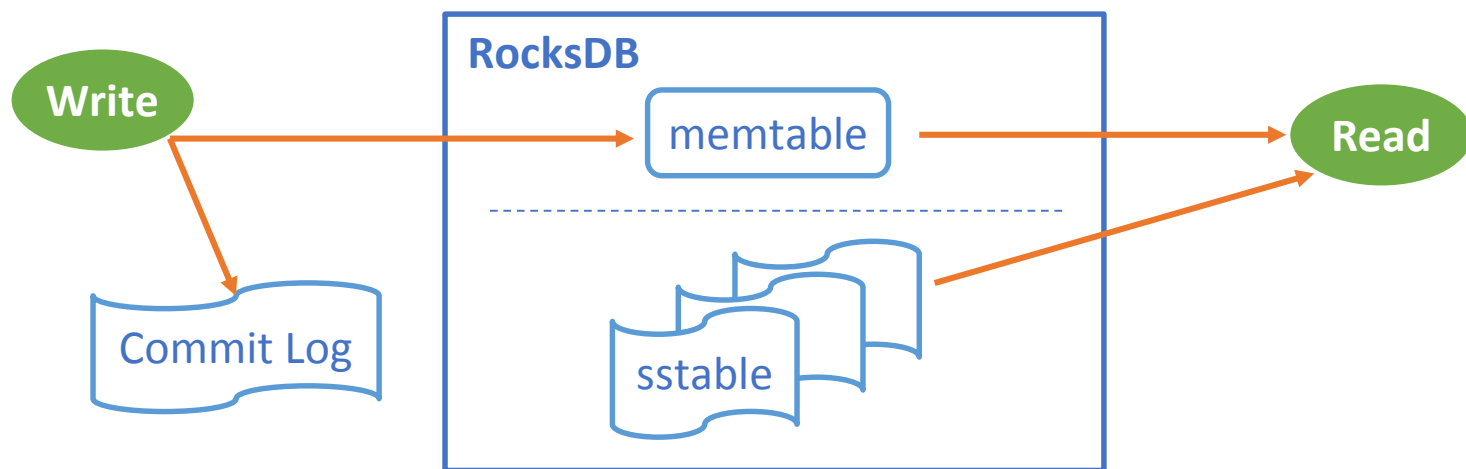 RocksDB
Write
memtable
Read
Commit Log
sstable